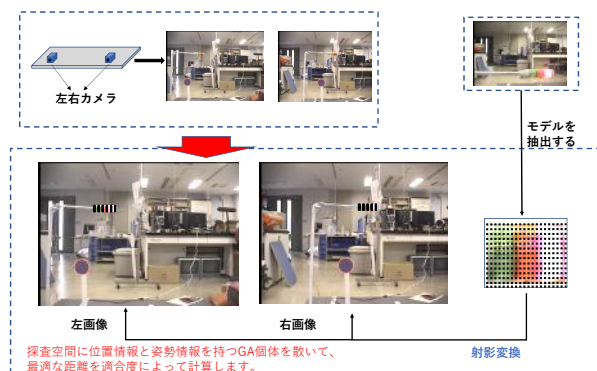 左右カメラ
モデルを
抽出する
左画像
右画像
探査空間に位置情報と姿勢情報を持つGA個体を散いて、
最適な距離を適合度によって計算します。
射影変換